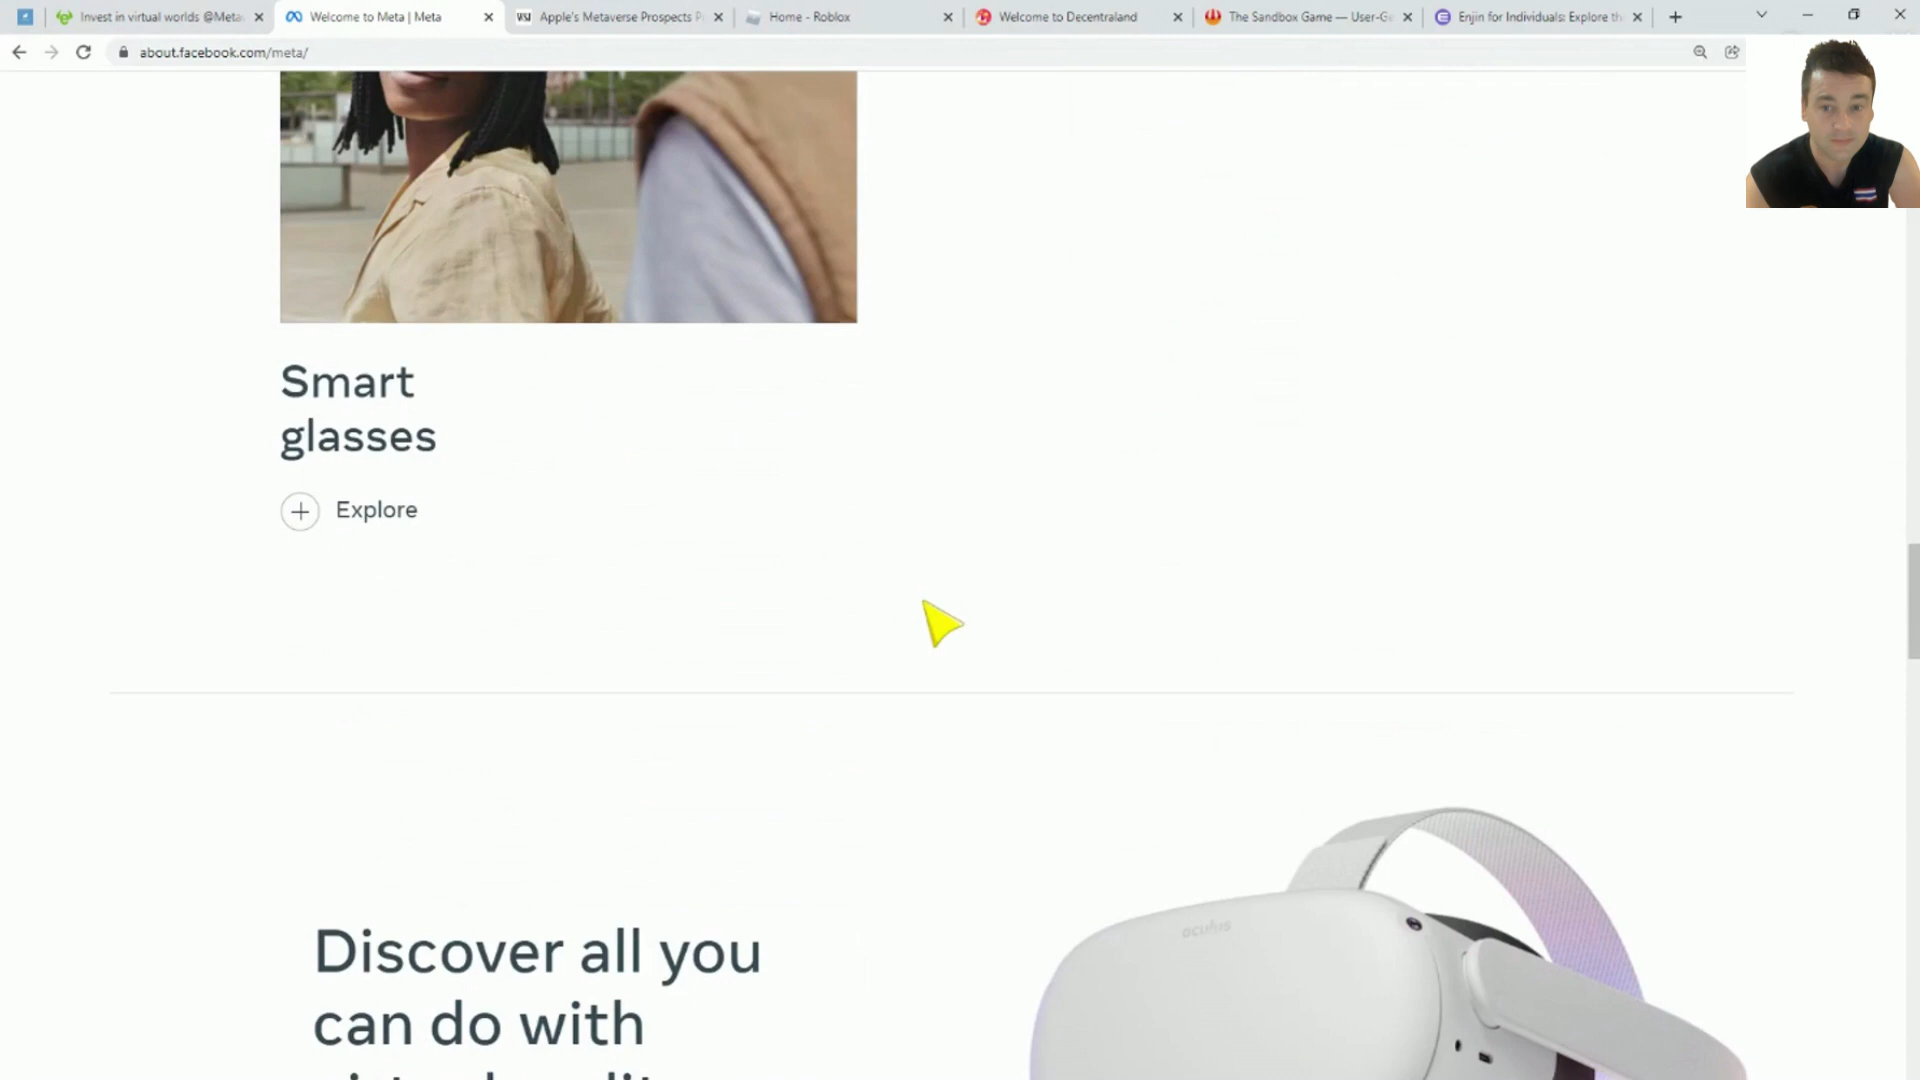 Invest in virtual worlds @Meta
Welcome to Meta | Meta
WSJ
Apple's Metaverse Prospects P
Home - Roblox
Welcome to Decentraland
The Sandbox Game — User-Ge
Enjin for Individuals: Explore th
about.facebook.com/meta/
Smart
glasses
Explore
oculus
Discover all you
can do with